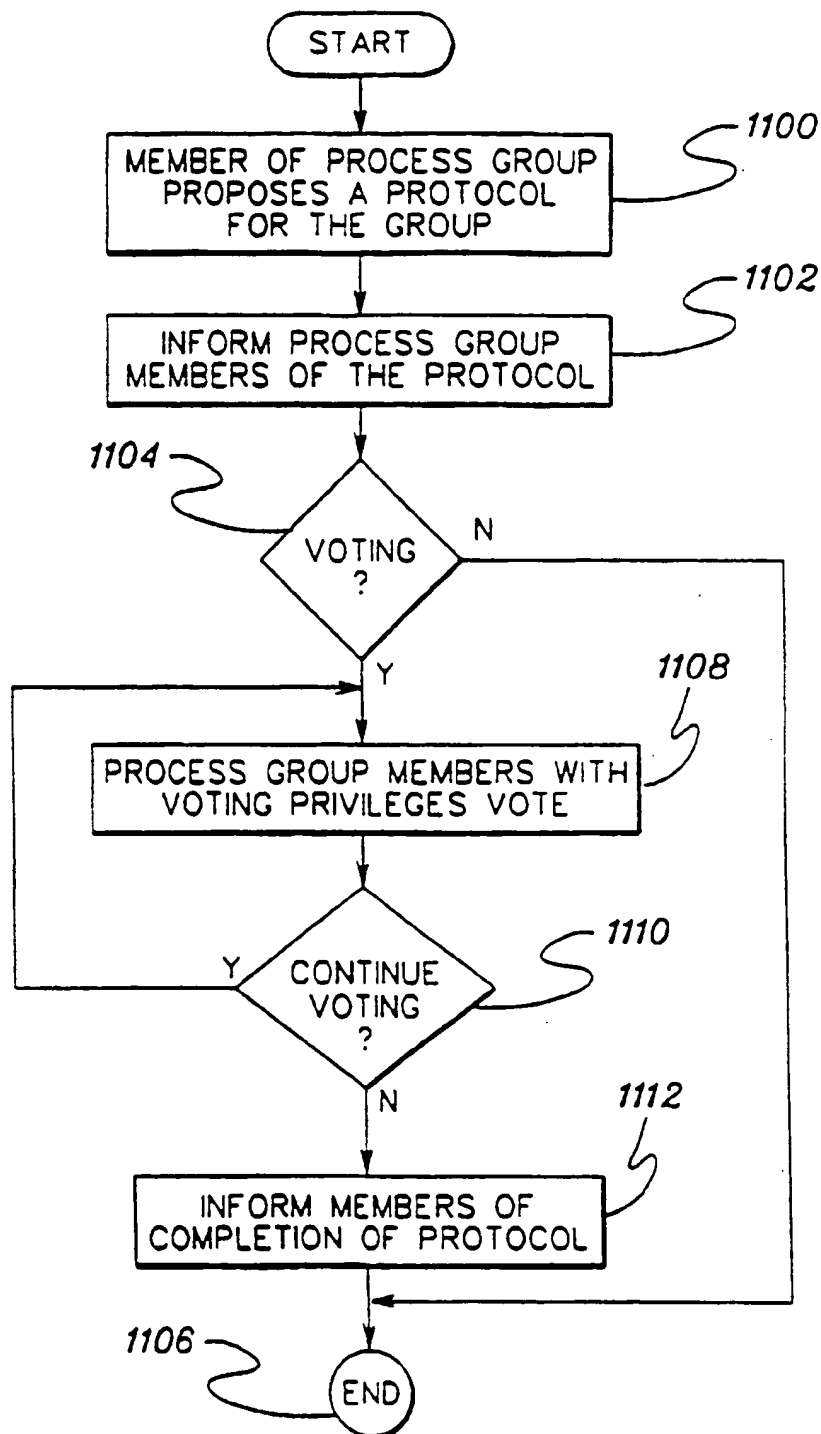 START
1100
MEMBER OF PROCESS GROUP
PROPOSES A PROTOCOL
FOR THE GROUP
1102
INFORM PROCESS GROUP
MEMBERS OF THE PROTOCOL
1104
VOTING
?
N
Y
1108
PROCESS GROUP MEMBERS WITH
VOTING PRIVILEGES VOTE
1110
Y
CONTINUE
VOTING
?
N
1112
INFORM MEMBERS OF
COMPLETION OF PROTOCOL
1106
END